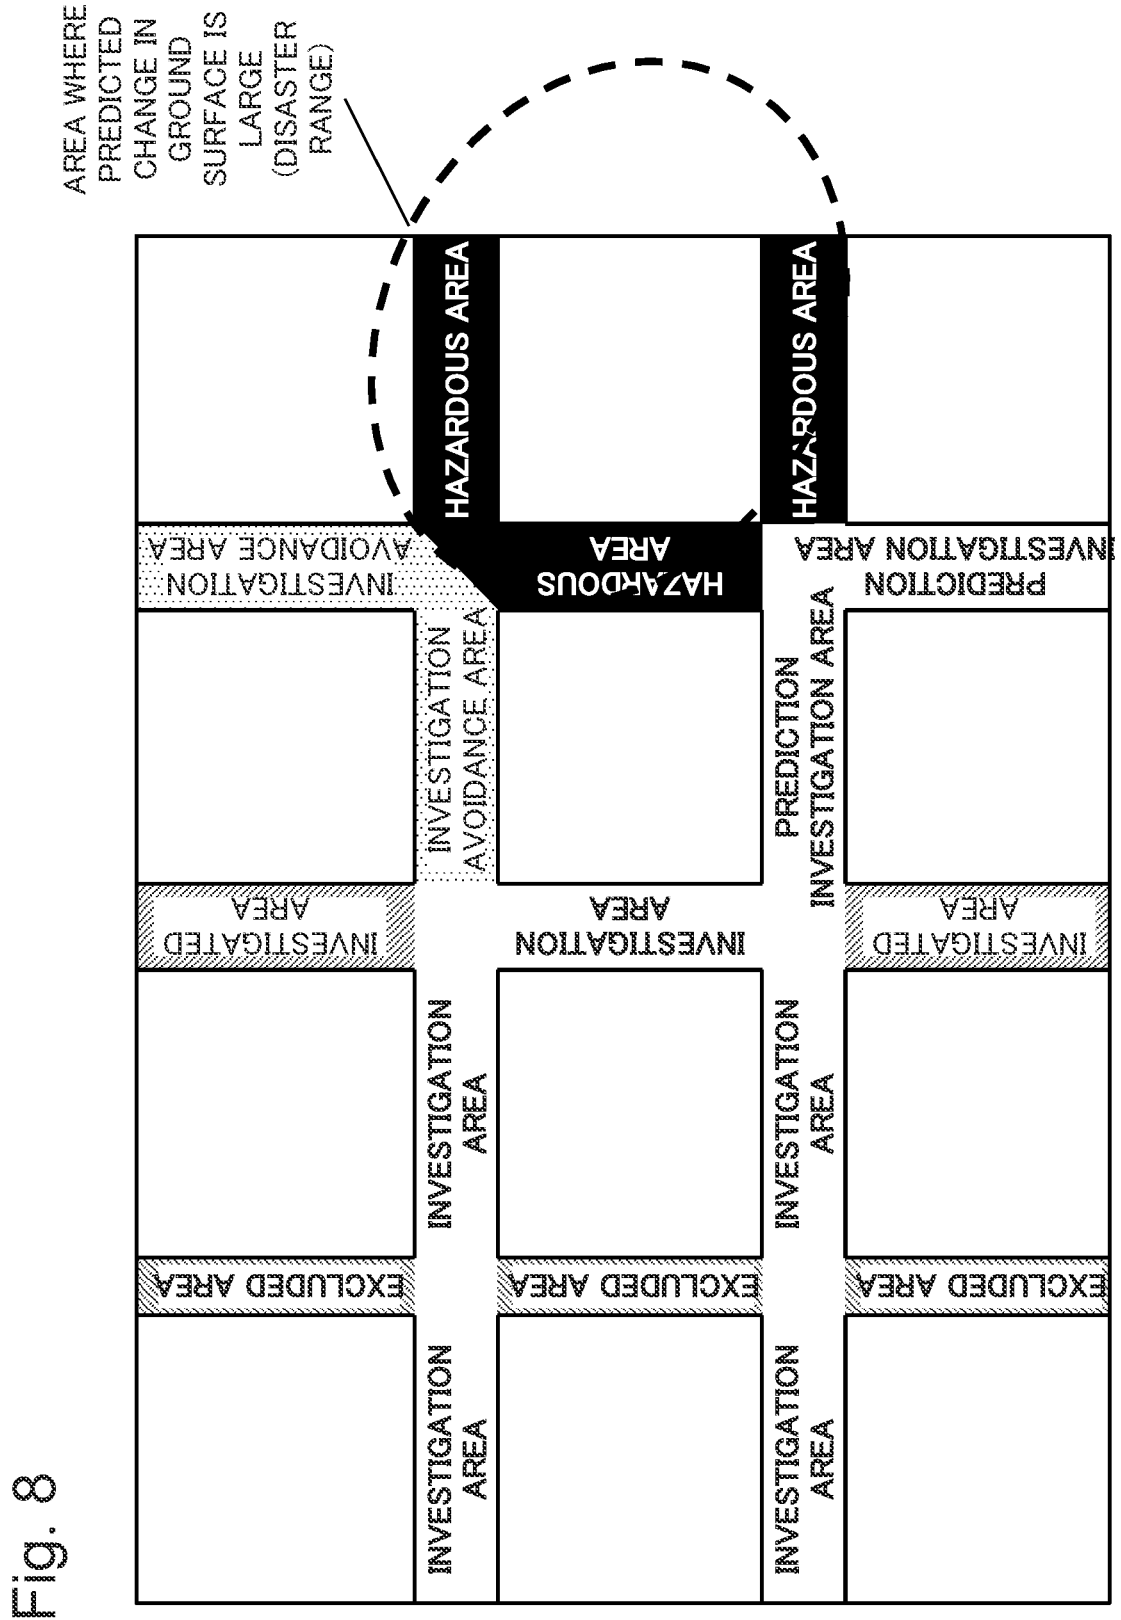 Fig. 8
AREA WHERE
PREDICTED
CHANGE IN
GROUND
SURFACE IS
LARGE
(DISASTER
RANGE)
EXCLUDED AREA
INVESTIGATED
AREA
INVESTIGATION
AVOIDANCE AREA
INVESTIGATION
AREA
INVESTIGATION
AREA
INVESTIGATION
AVOIDANCE AREA
HAZARDOUS AREA
EXCLUDED AREA
INVESTIGATION
AREA
HAZARDOUS
AREA
INVESTIGATION
AREA
INVESTIGATION
AREA
PREDICTION
INVESTIGATION AREA
HAZARDOUS AREA
EXCLUDED AREA
INVESTIGATED
AREA
PREDICTION
INVESTIGATION AREA